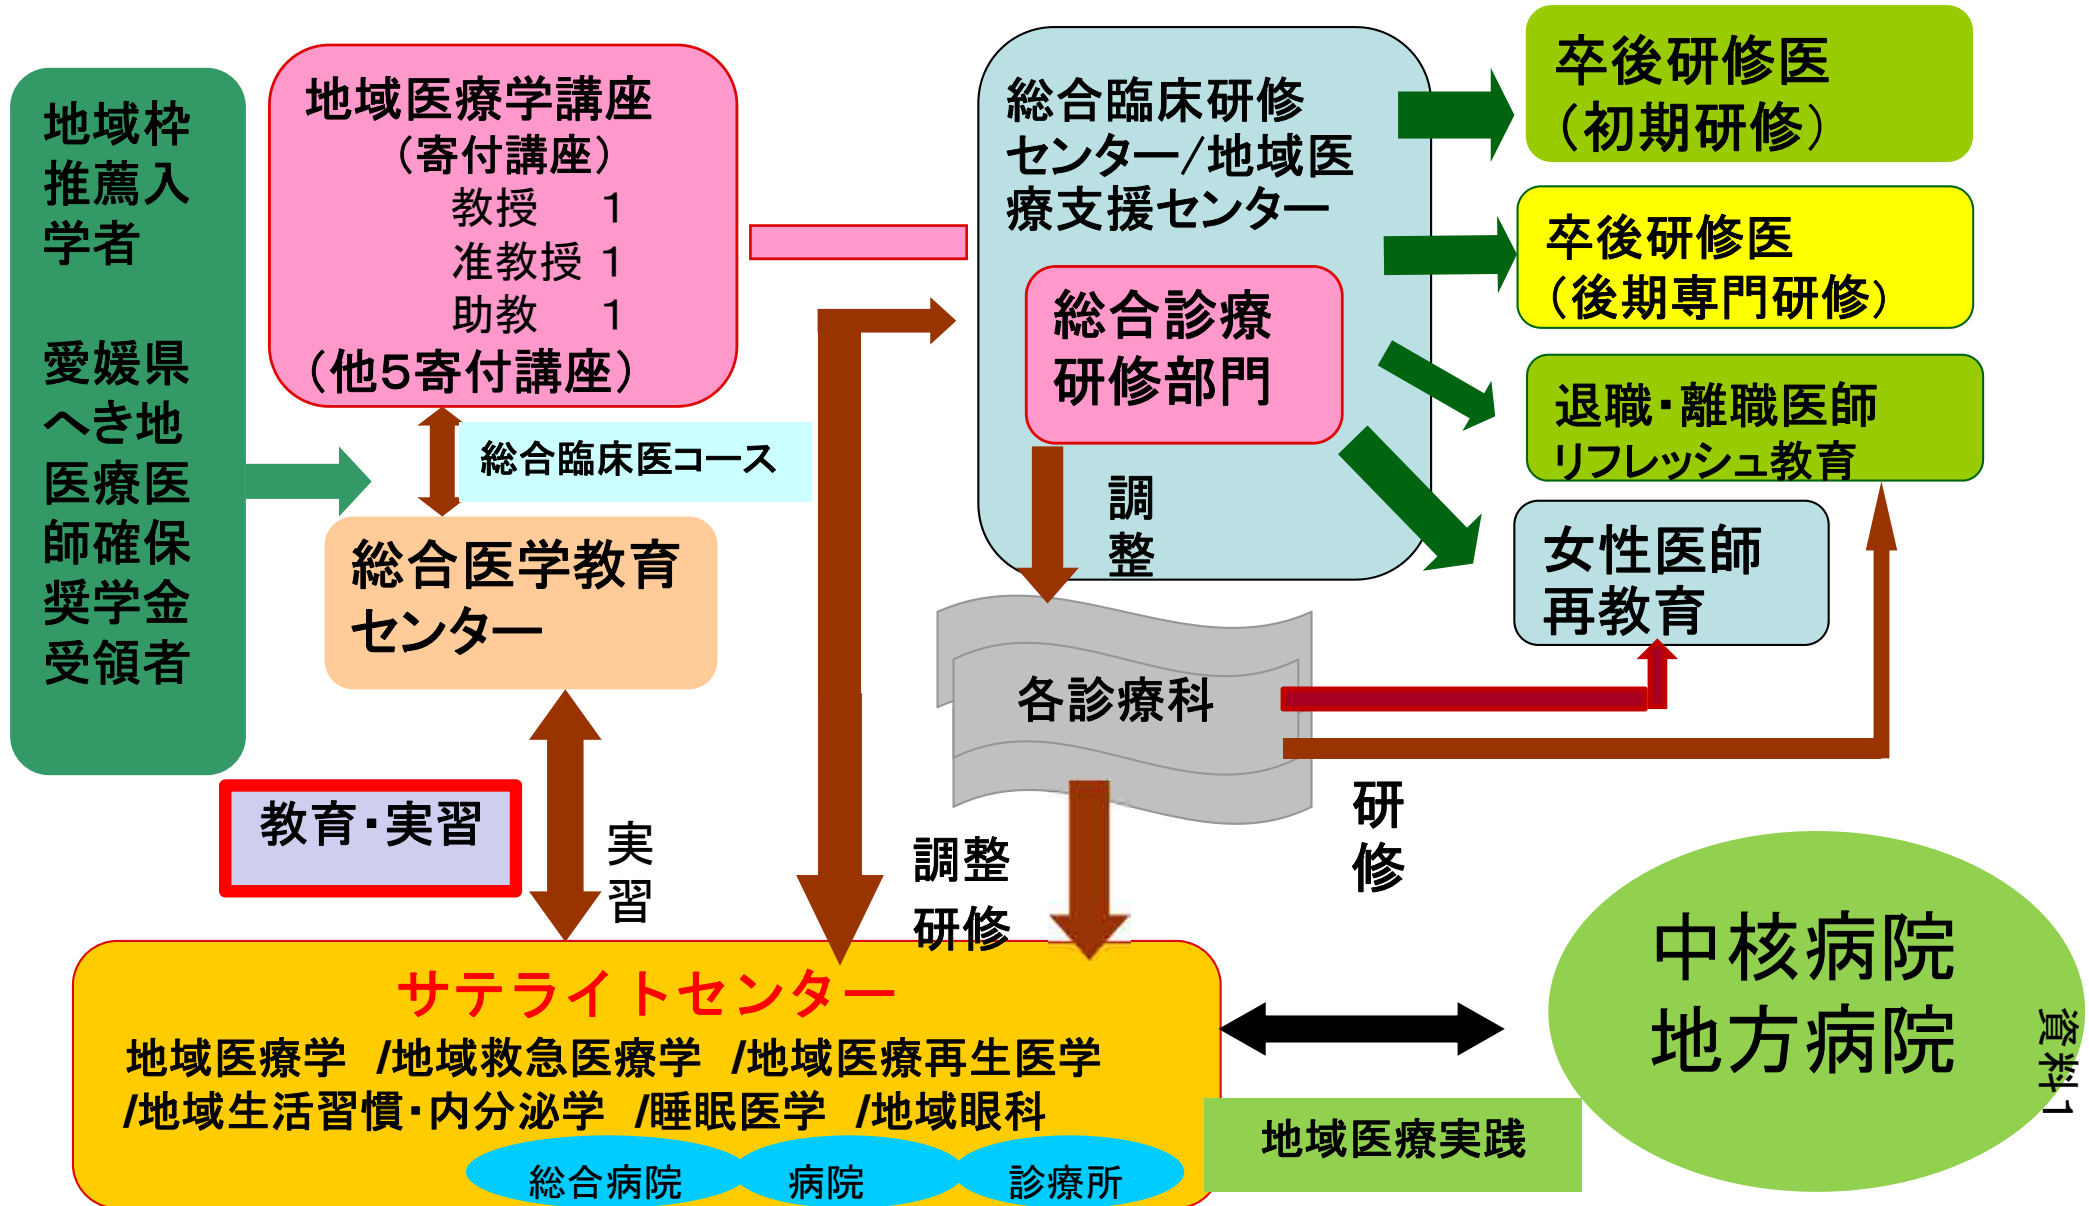 地域枠
推薦入
学者
愛媛県
へき地
医療医
師確保
奨学金
受領者
地域医療学講座
（寄付講座）
教授　１
准教授 １
助教　１
（他５寄付講座）
総合臨床医コース
総合医学教育
センター
教育・実習
実
習
総合臨床研修
センター/地域医
療支援センター
総合診療
研修部門
調
整
各診療科
調整
研修
研
修
卒後研修医
（初期研修）
卒後研修医
（後期専門研修）
退職・離職医師
リフレッシュ教育
女性医師
再教育
サテライトセンター
地域医療学 /地域救急医療学 /地域医療再生医学
/地域生活習慣・内分泌学 /睡眠医学 /地域眼科
総合病院
病院
診療所
地域医療実践
中核病院
地方病院
資料1